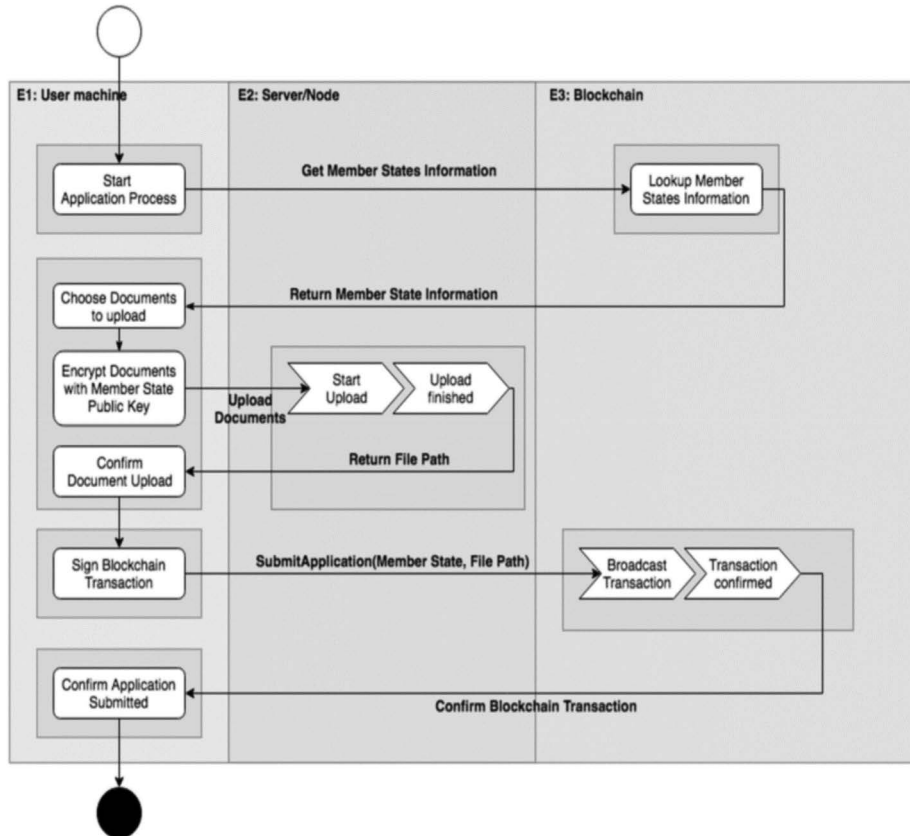 E1: User machine
E2: Server/Node
E3: Blockchain
Start
Application Process
Get Member States Information
Lookup Member
States Information
Return Member State Information
Choose Documents
to upload
Encrypt Documents
with Member State
Public Key
Upload
Documents
Start
Upload
Upload
finished
Return File Path
Confirm
Document Upload
Sign Blockchain
Transaction
SubmitApplication(Member State, File Path)
Broadcast
Transaction
Transaction
confirmed
Confirm Blockchain Transaction
Confirm Application
Submitted